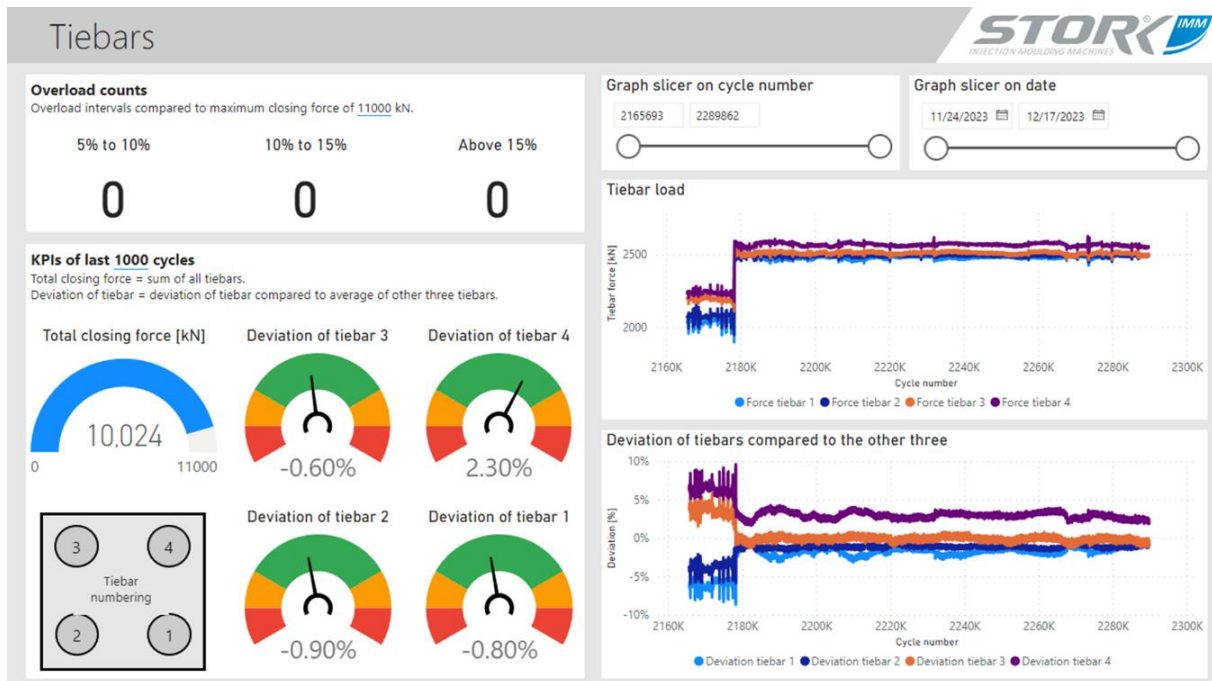 Tiebars
STORK IMM
INJECTION MOULDING MACHINES
Overload counts
Overload intervals compared to maximum closing force of 11000 kN.
5% to 10% 10% to 15% Above 15%
0 0 0
KPIs of last 1000 cycles
Total closing force = sum of all tiebars.
Deviation of tiebar = deviation of tiebar compared to average of other three tiebars.
Total closing force [kN] Deviation of tiebar 3 Deviation of tiebar 4
10,024
0 11000
-0.60% 2.30%
Deviation of tiebar 2 Deviation of tiebar 1
3 4
Tiebar
numbering
2 1
-0.90% -0.80%
Graph slicer on cycle number
2165693 2289862
Graph slicer on date
11/24/2023 12/17/2023
Tiebar load
Tiebar force [kN]
2500
2000
2160K 2180K 2200K 2220K 2240K 2260K 2280K 2300K
Cycle number
Force tiebar 1 Force tiebar 2 Force tiebar 3 Force tiebar 4
Deviation of tiebars compared to the other three
Deviation [%]
10%
5%
0%
-5%
-10%
2160K 2180K 2200K 2220K 2240K 2260K 2280K 2300K
Cycle number
Deviation tiebar 1 Deviation tiebar 2 Deviation tiebar 3 Deviation tiebar 4